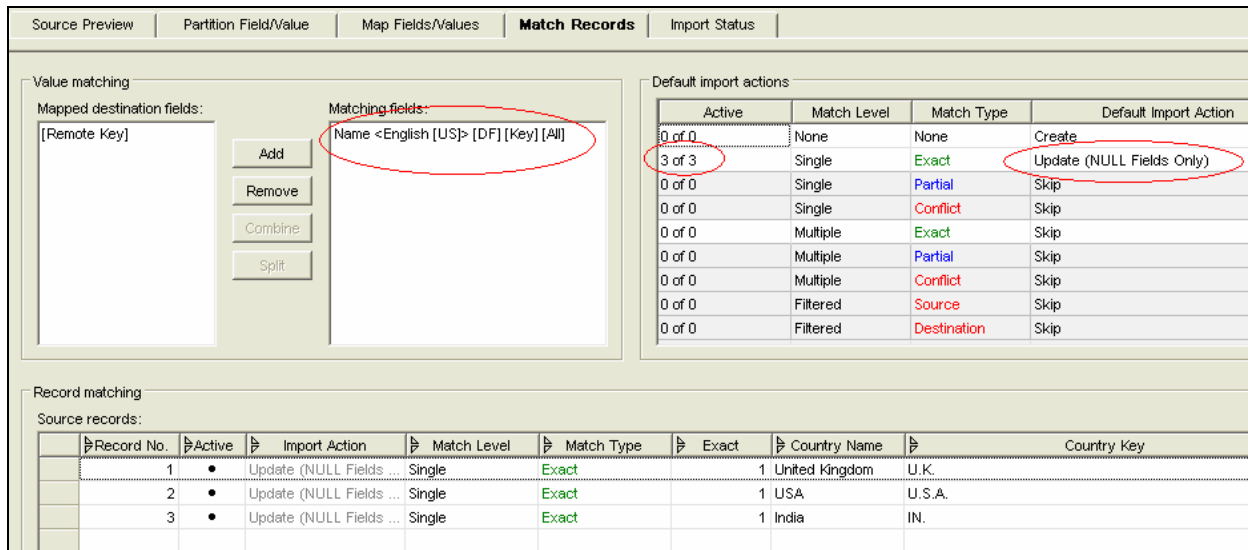 Source Preview Partition Field/Value Map Fields/Values Match Records Import Status
Value matching
Mapped destination fields:
[Remote Key]
Add
Remove
Combine
Split
Matching fields:
Name <English [US]> [DF] [Key] [All]
Default import actions
Active Match Level Match Type Default Import Action
0 of 0 None None Create
3 of 3 Single Exact Update (NULL Fields Only)
0 of 0 Single Partial Skip
0 of 0 Single Conflict Skip
0 of 0 Multiple Exact Skip
0 of 0 Multiple Partial Skip
0 of 0 Multiple Conflict Skip
0 of 0 Filtered Source Skip
0 of 0 Filtered Destination Skip
Record matching
Source records:
Record No. Active Import Action Match Level Match Type Exact Country Name Country Key
1 • Update (NULL Fields ... Single Exact 1 United Kingdom U.K.
2 • Update (NULL Fields ... Single Exact 1 USA U.S.A.
3 • Update (NULL Fields ... Single Exact 1 India IN.